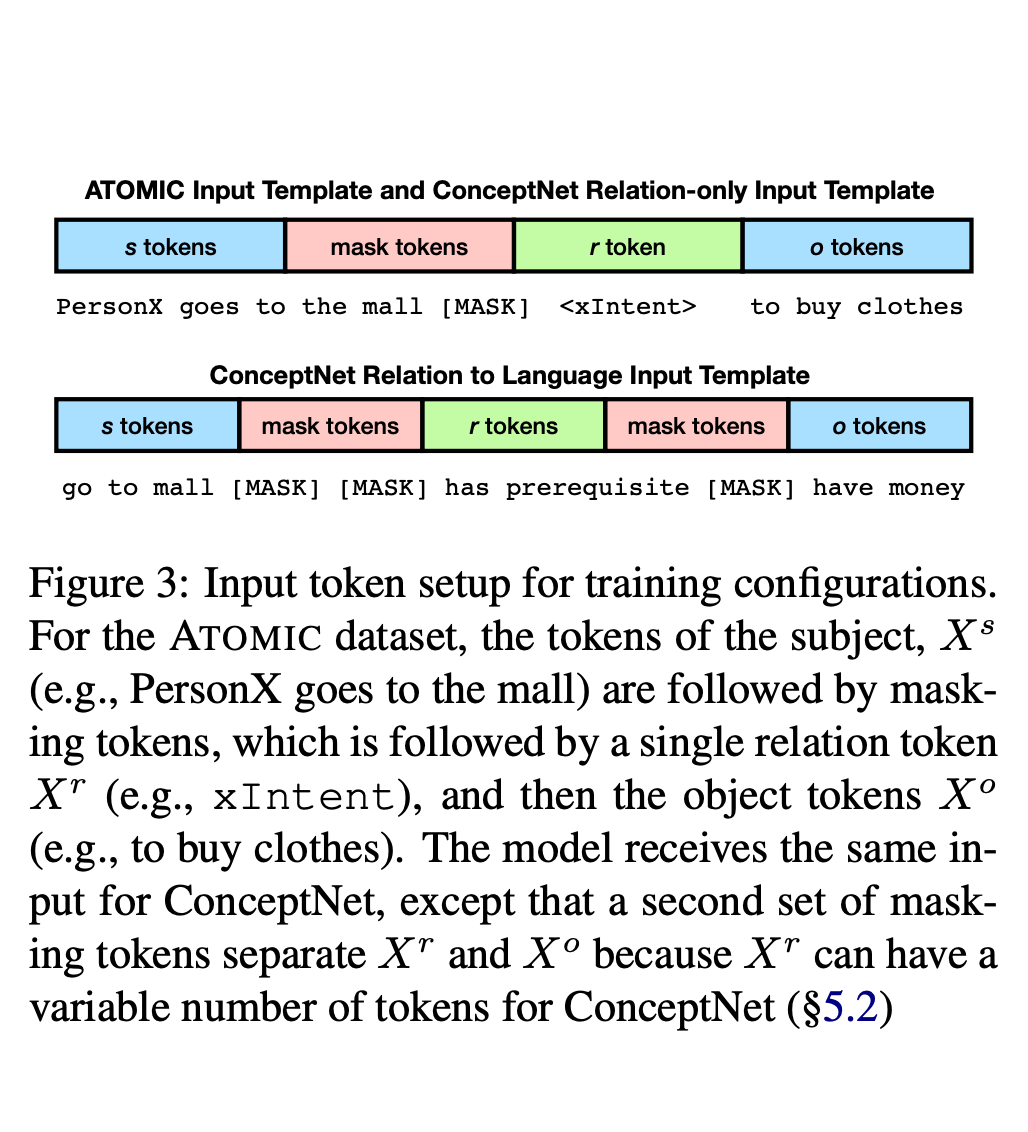 ATOMIC Input Template and ConceptNet Relation-only Input Template
s tokens mask tokens r token o tokens
PersonX goes to the mall [MASK] <xIntent> to buy clothes
ConceptNet Relation to Language Input Template
s tokens mask tokens r tokens mask tokens o tokens
go to mall [MASK] [MASK] has prerequisite [MASK] have money
Figure 3: Input token setup for training configurations.
For the ATOMIC dataset, the tokens of the subject, X^s
(e.g., PersonX goes to the mall) are followed by mask-
ing tokens, which is followed by a single relation token
X^r (e.g., xIntent), and then the object tokens X^o
(e.g., to buy clothes). The model receives the same in-
put for ConceptNet, except that a second set of mask-
ing tokens separate X^r and X^o because X^r can have a
variable number of tokens for ConceptNet (§5.2)